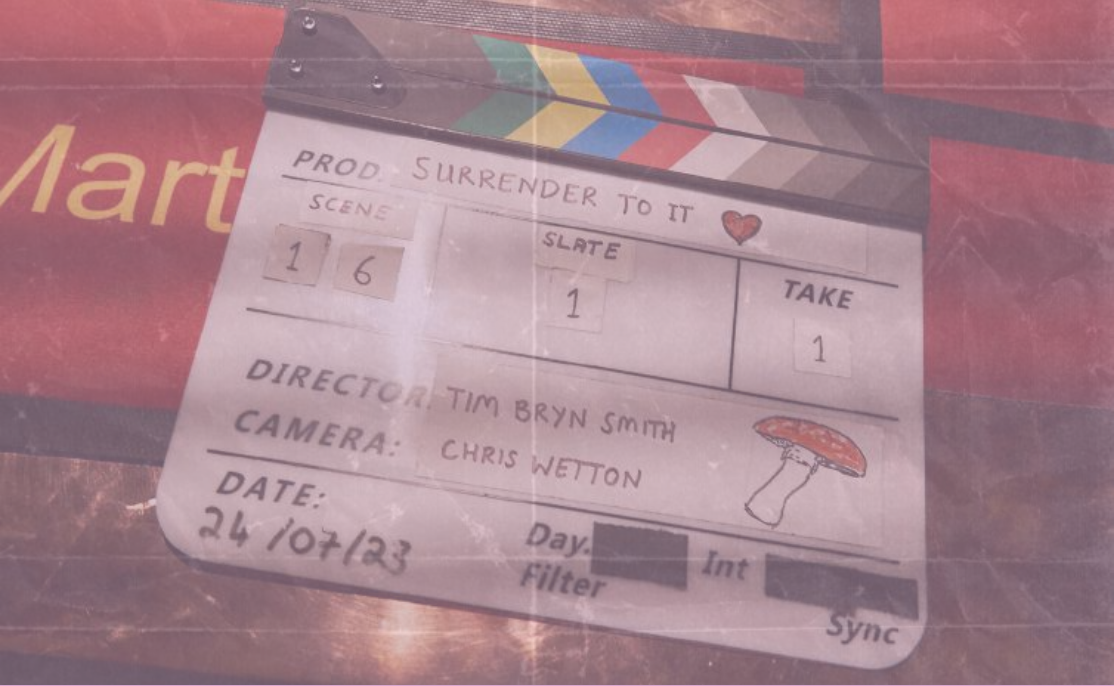 Mart
PROD. SURRENDER TO IT
SCENE
1 6
SLATE
1
TAKE
1
DIRECTOR: TIM BRYN SMITH
CAMERA: CHRIS WETTON
DATE:
24/07/23
Day. Int
Filter
Sync